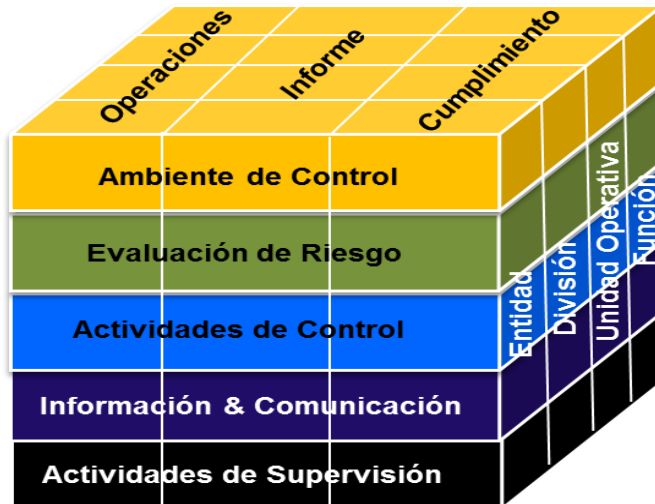 Operaciones
Informe
Cumplimiento
Ambiente de Control
Evaluación de Riesgo
Actividades de Control
Información & Comunicación
Actividades de Supervisión
Entidad
División
Unidad Operativa
Función